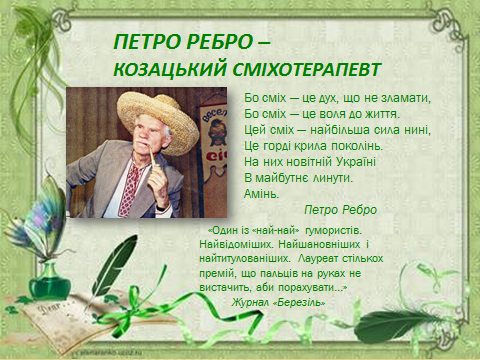 ПЕТРО РЕБРО –
КОЗАЦЬКИЙ СМІХОТЕРАПЕВТ
Бо сміх — це дух, що не зламати,
Бо сміх — це воля до життя.
Цей сміх — найбільша сила нині,
Це горді крила поколінь.
На них новітній Україні
В майбутнє линути.
Амінь.
Петро Ребро
«Один із «най-най» гумористів.
Найвідоміших. Найшановніших і
найтитулованіших. Лауреат стількох
премій, що пальців на руках не
вистачить, аби порахувати...»
Журнал «Березіль»